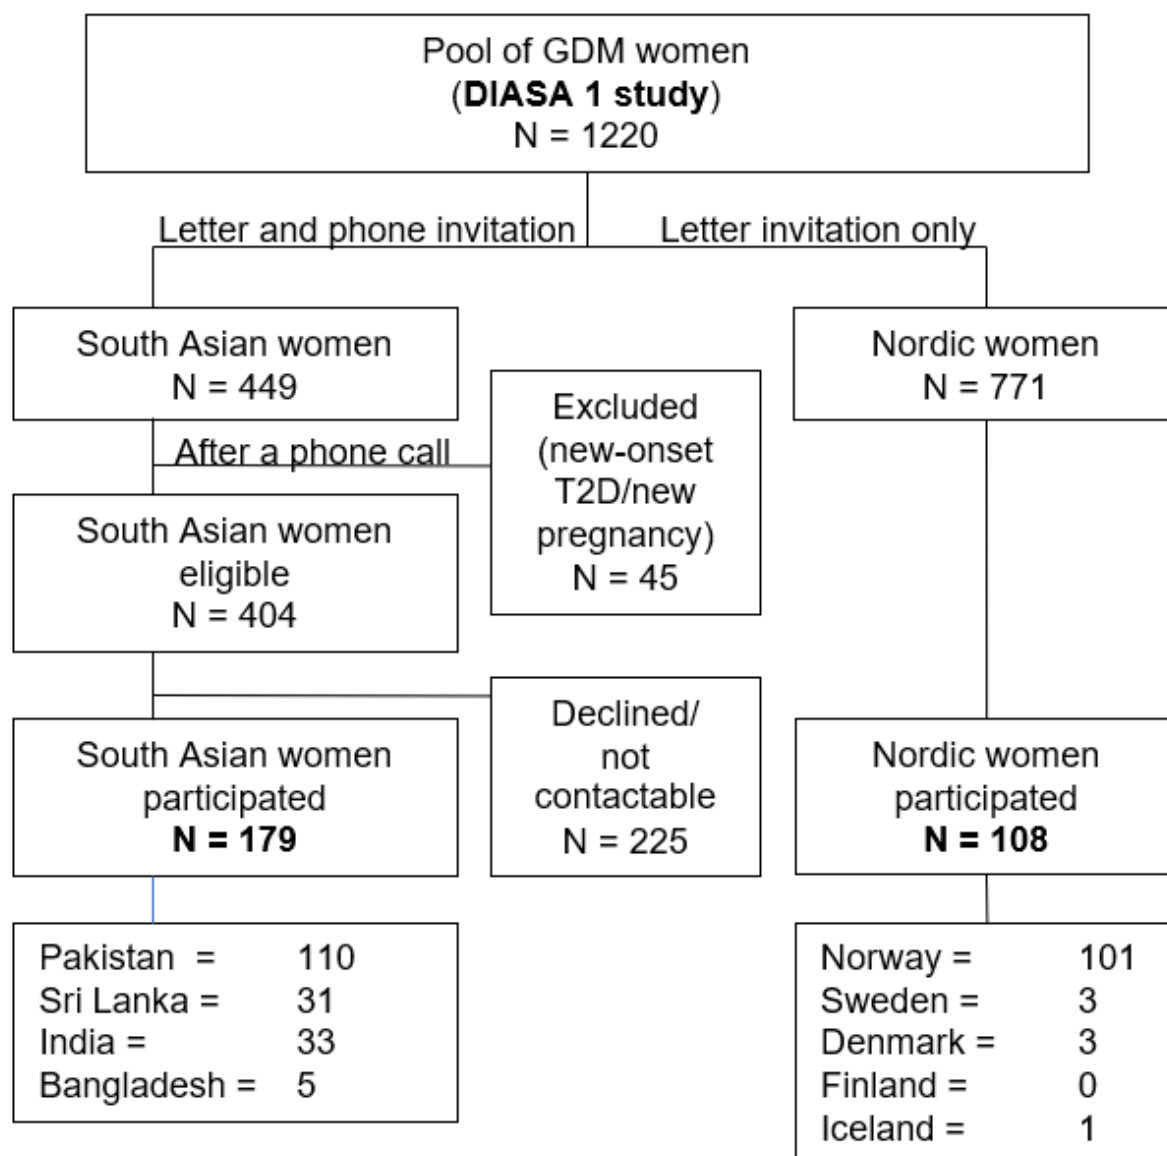 Pool of GDM women
(DIASA 1 study)
N = 1220
Letter and phone invitation
Letter invitation only
South Asian women
N = 449
Nordic women
N = 771
After a phone call
Excluded
(new-onset
T2D/new
pregnancy)
N = 45
South Asian women
eligible
N = 404
Declined/
not
contactable
N = 225
South Asian women
participated
N = 179
Nordic women
participated
N = 108
Pakistan = 110
Sri Lanka = 31
India = 33
Bangladesh = 5
Norway = 101
Sweden = 3
Denmark = 3
Finland = 0
Iceland = 1